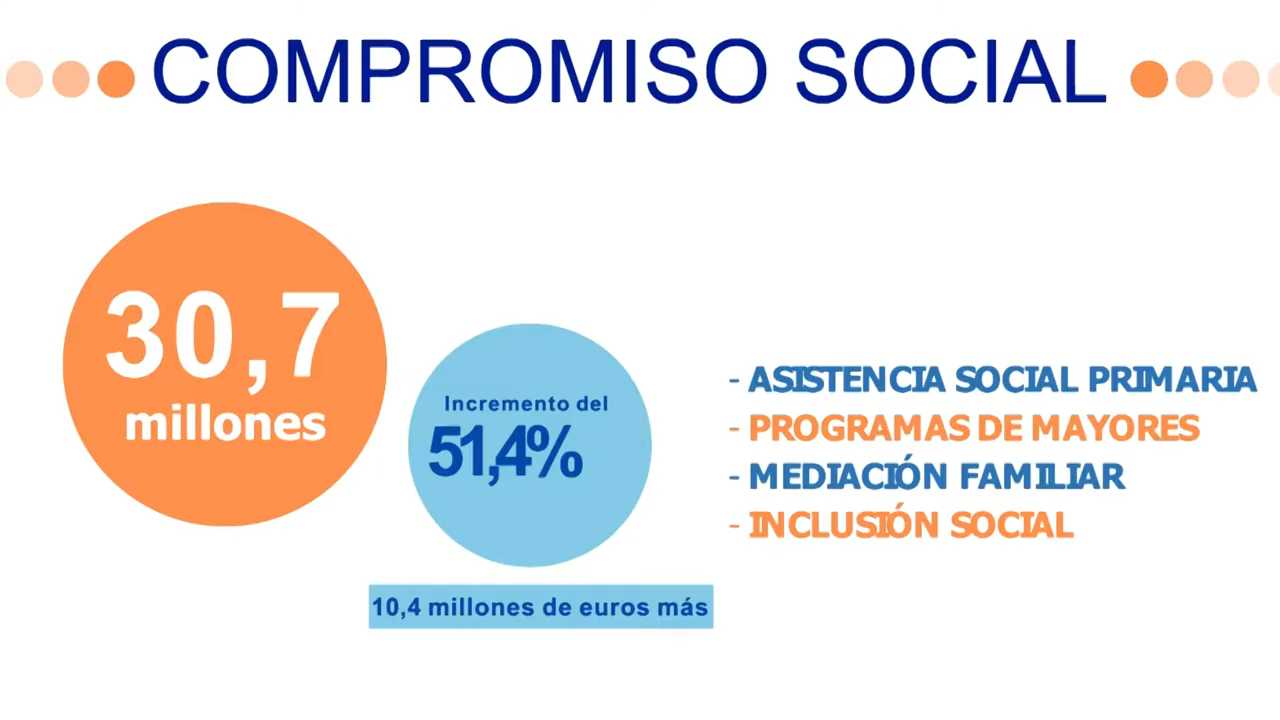 COMPROMISO SOCIAL
30,7
millones
Incremento del
51,4%
10,4 millones de euros más
- ASISTENCIA SOCIAL PRIMARIA
- PROGRAMAS DE MAYORES
- MEDIACIÓN FAMILIAR
- INCLUSIÓN SOCIAL